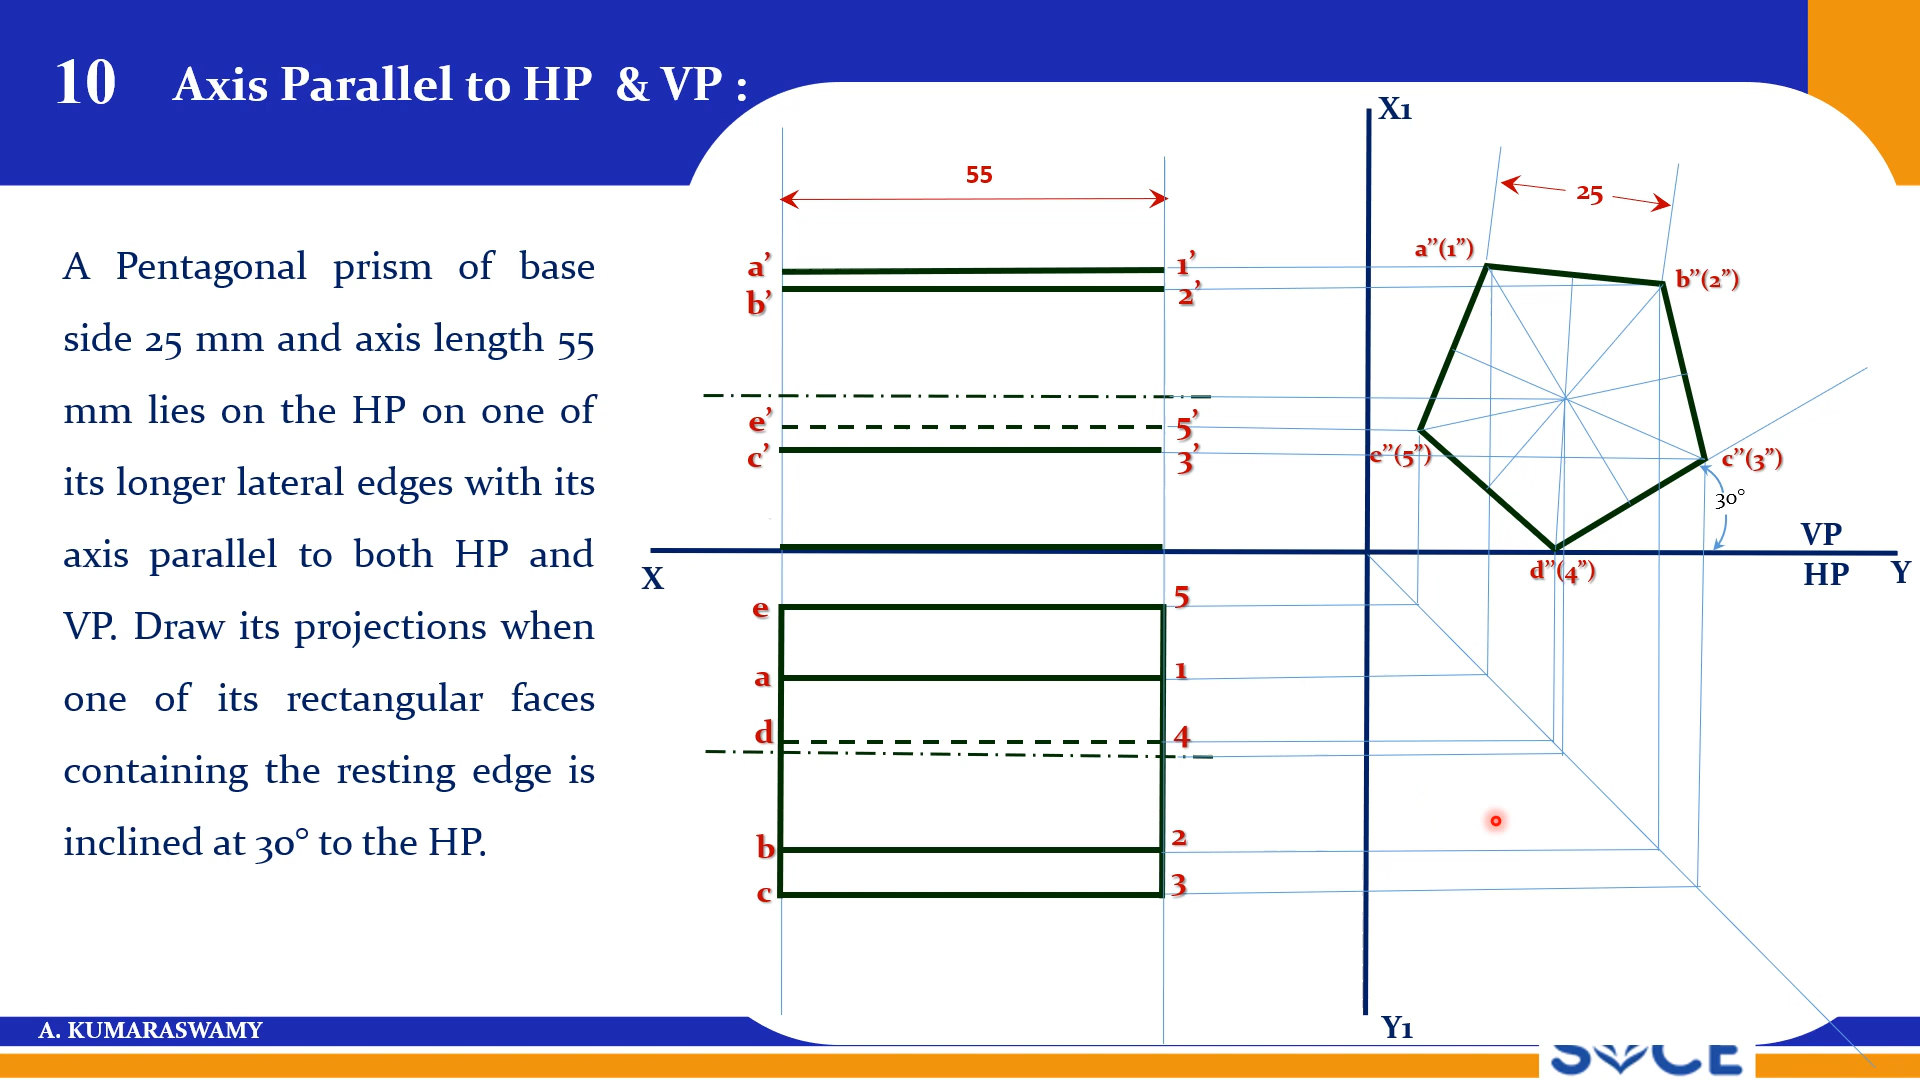 10 Axis Parallel to HP & VP :
A Pentagonal prism of base
side 25 mm and axis length 55
mm lies on the HP on one of
its longer lateral edges with its
axis parallel to both HP and
VP. Draw its projections when
one of its rectangular faces
containing the resting edge is
inclined at 30° to the HP.
X1
55
25
a’
1’
a”(1”)
b’
2’
b”(2”)
e’
5’
e”(5”)
c’
3’
c”(3”)
30°
VP
X
d”(4”)
HP
Y
e
5
a
1
d
4
b
2
c
3
Y1
A. KUMARASWAMY
SVCE